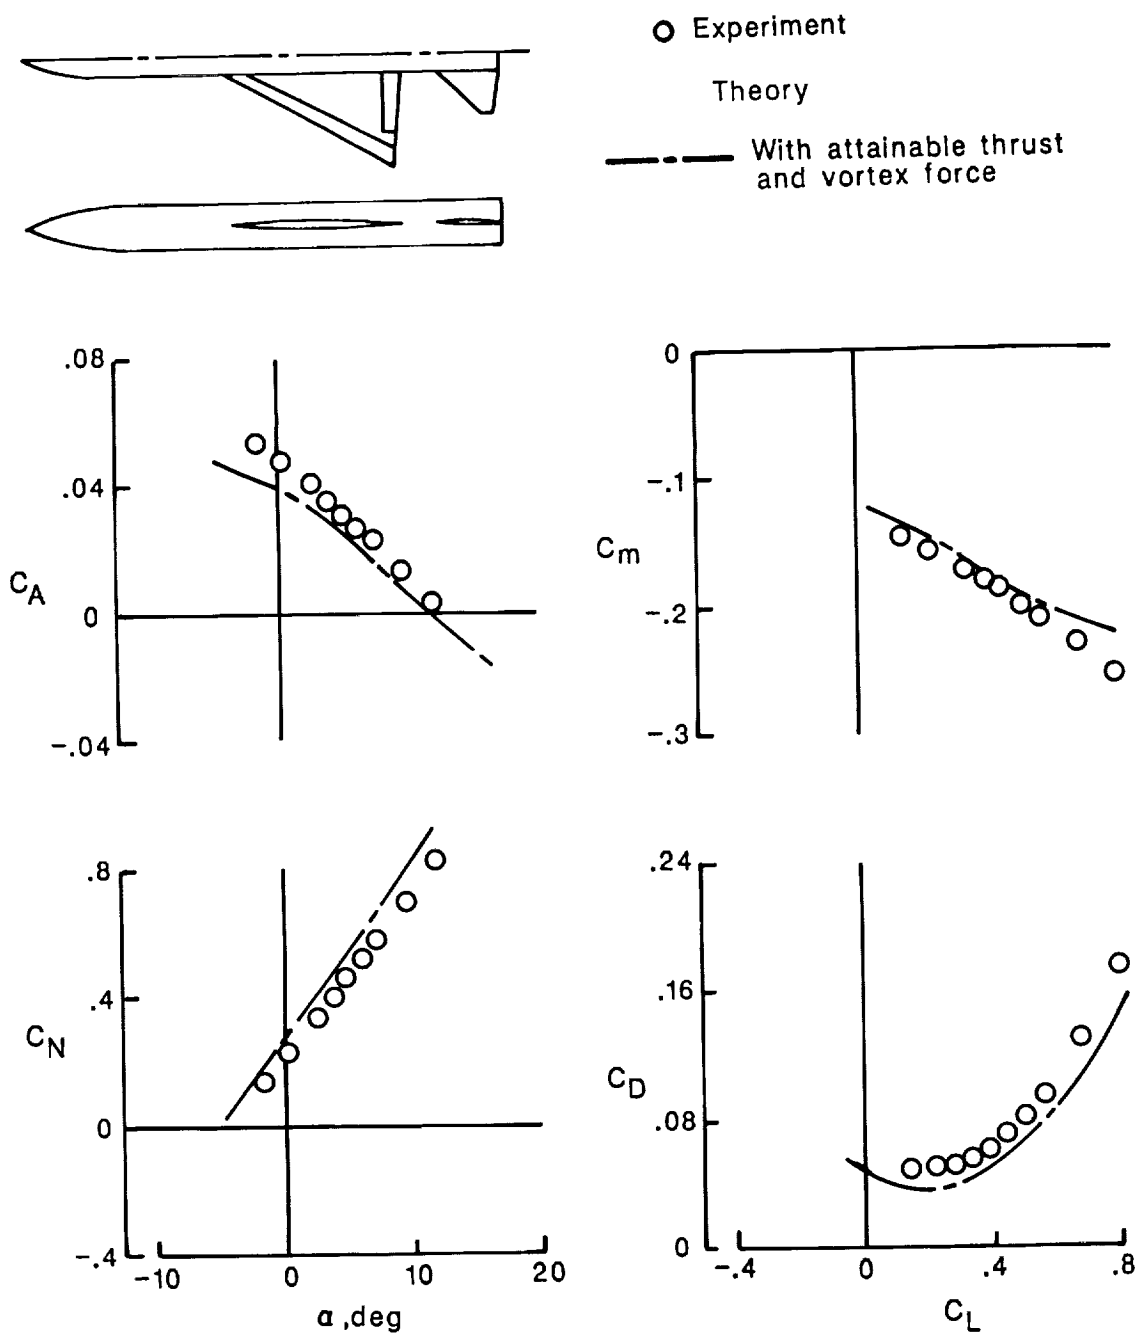 Experiment
Theory
With attainable thrust
and vortex force
.08
.04
C_A
0
-.04
0
-.1
C_m
-.2
-.3
.8
.4
C_N
0
-.4
-10 0 10 20
α,deg
.24
.16
C_D
.08
0
-.4 0 .4 .8
C_L